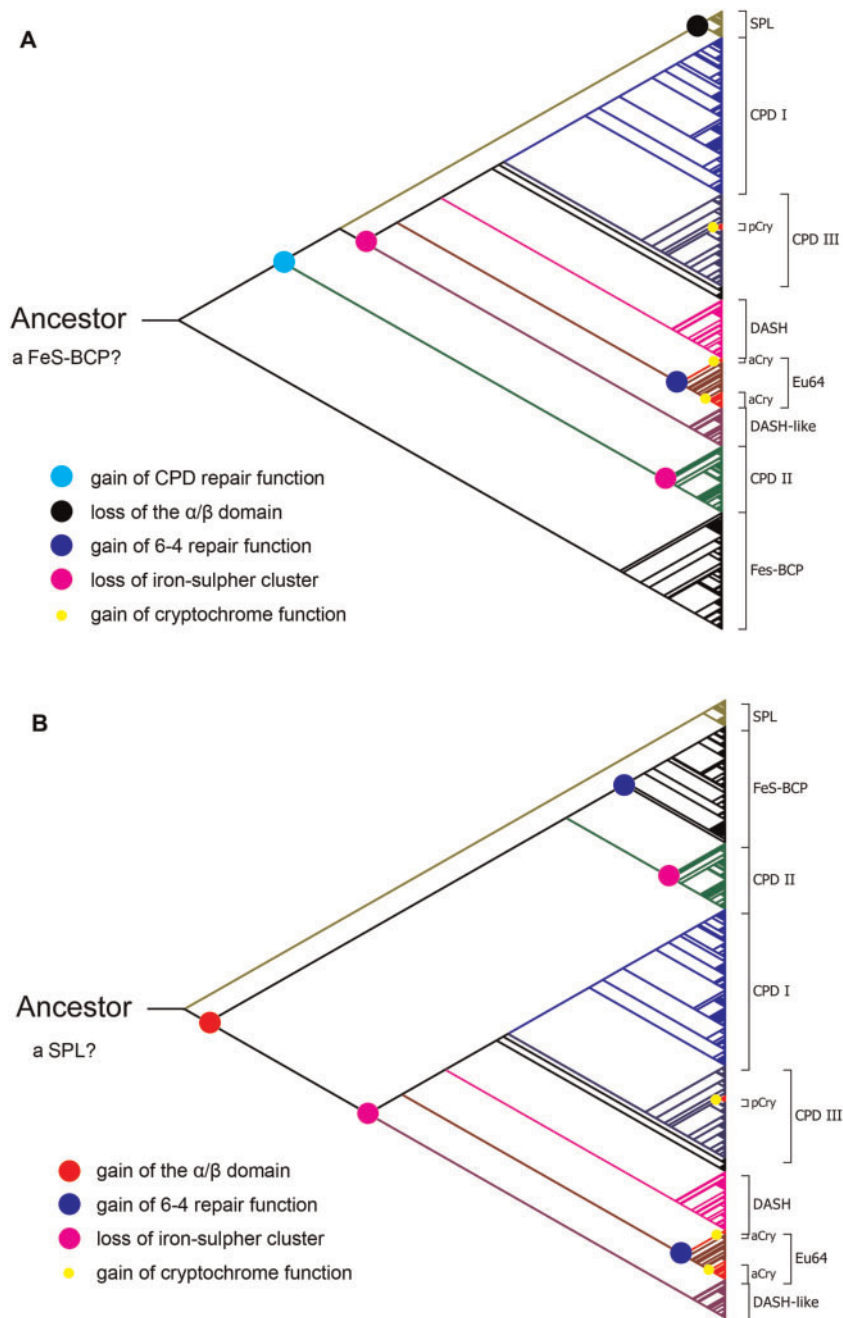 A
SPL
CPD I
pCry
CPD III
DASH
aCry
Eu64
aCry
DASH-like
CPD II
Fes-BCP
Ancestor
a FeS-BCP?
gain of CPD repair function
loss of the α/β domain
gain of 6-4 repair function
loss of iron-sulpher cluster
gain of cryptochrome function
B
SPL
FeS-BCP
CPD II
CPD I
pCry
CPD III
DASH
aCry
Eu64
aCry
DASH-like
Ancestor
a SPL?
gain of the α/β domain
gain of 6-4 repair function
loss of iron-sulpher cluster
gain of cryptochrome function